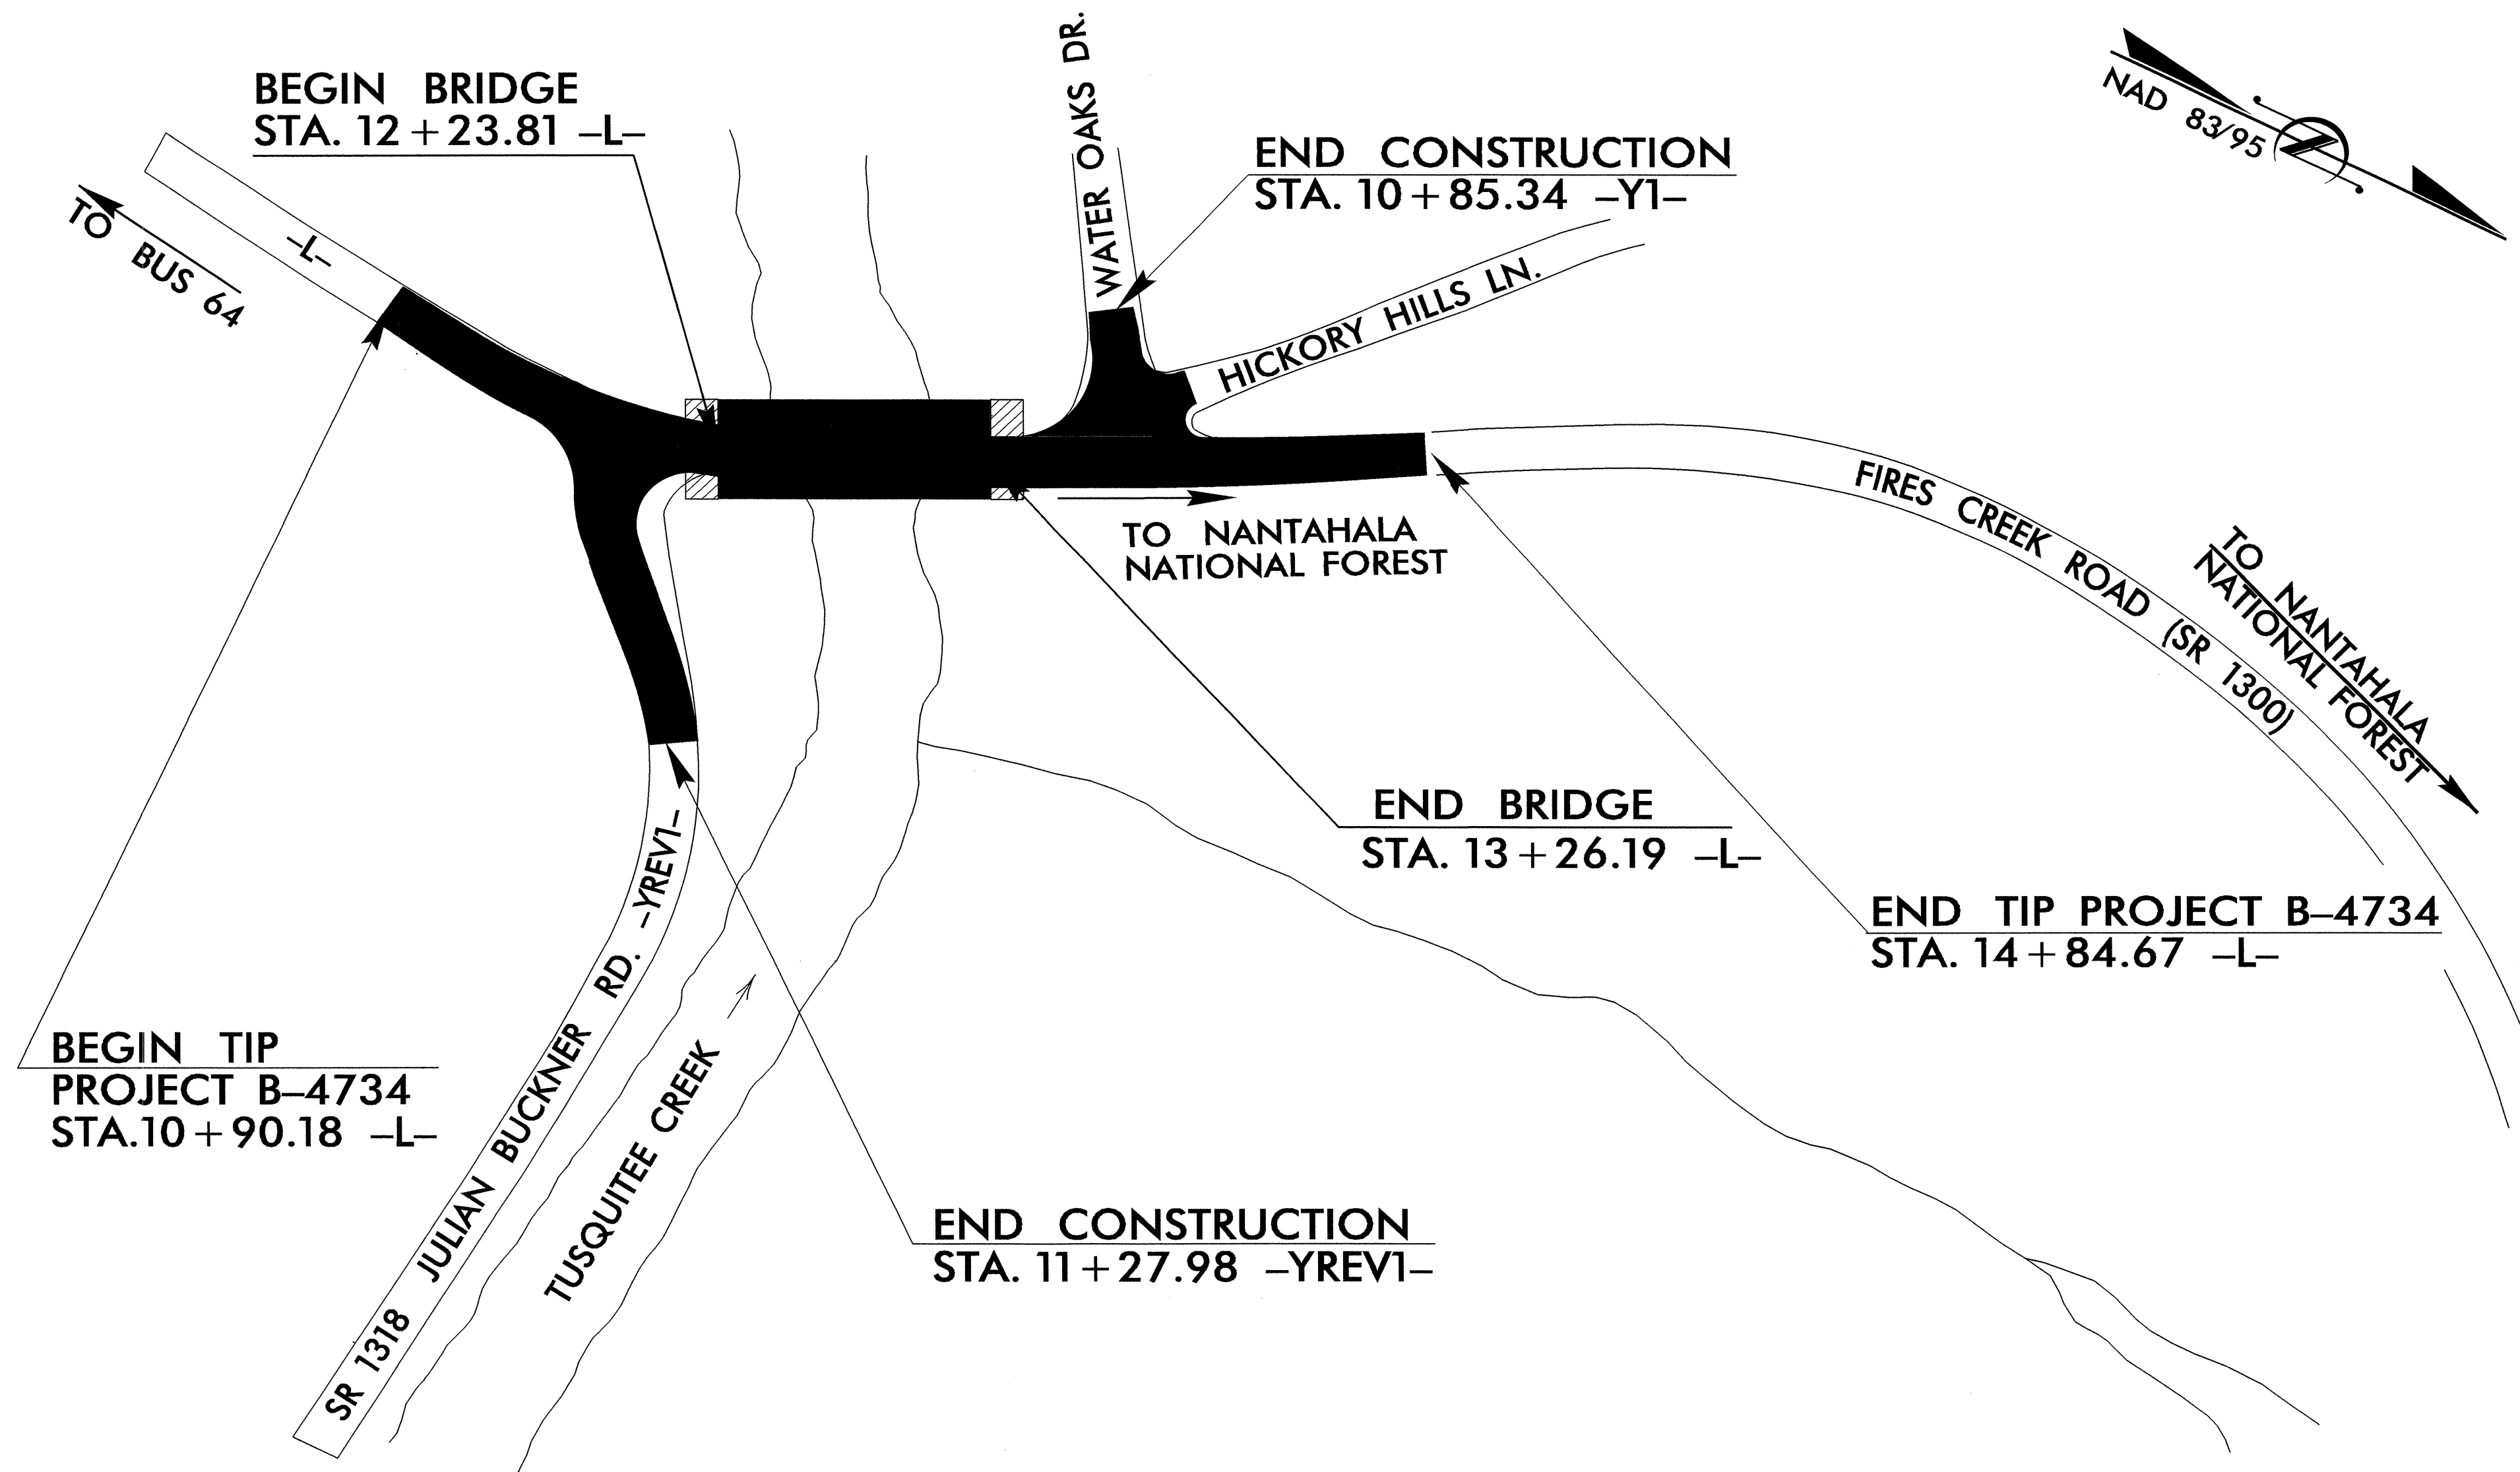 BEGIN BRIDGE
STA. 12+23.81 –L–
WATER OAKS DR.
END CONSTRUCTION
STA. 10+85.34 –Y1–
NAD 83/95
Z
–L–
TO BUS 64
HICKORY HILLS LN.
TO NANTAHALA
NATIONAL FOREST
FIRES CREEK ROAD (SR 1300)
TO NANTAHALA
NATIONAL FOREST
END BRIDGE
STA. 13+26.19 –L–
END TIP PROJECT B–4734
STA. 14+84.67 –L–
BEGIN TIP
PROJECT B–4734
STA.10+90.18 –L–
SR 1318 JULIAN BUCKNER RD. –YREV1–
TUSQUITEE CREEK
END CONSTRUCTION
STA. 11+27.98 –YREV1–